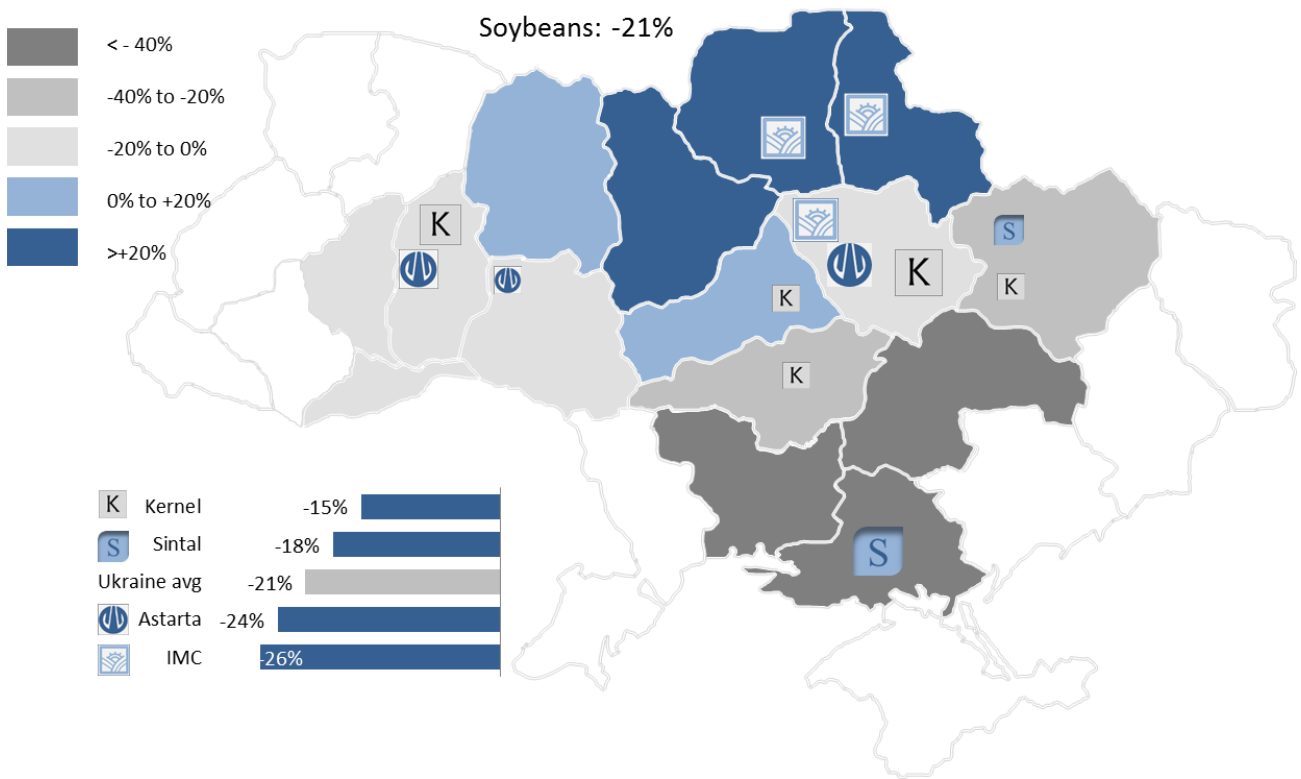 Soybeans: -21%
< - 40%
-40% to -20%
-20% to 0%
0% to +20%
>+20%
K
S
K
K
K
K
S
K Kernel -15%
S Sintal -18%
Ukraine avg -21%
Astarta -24%
IMC -26%